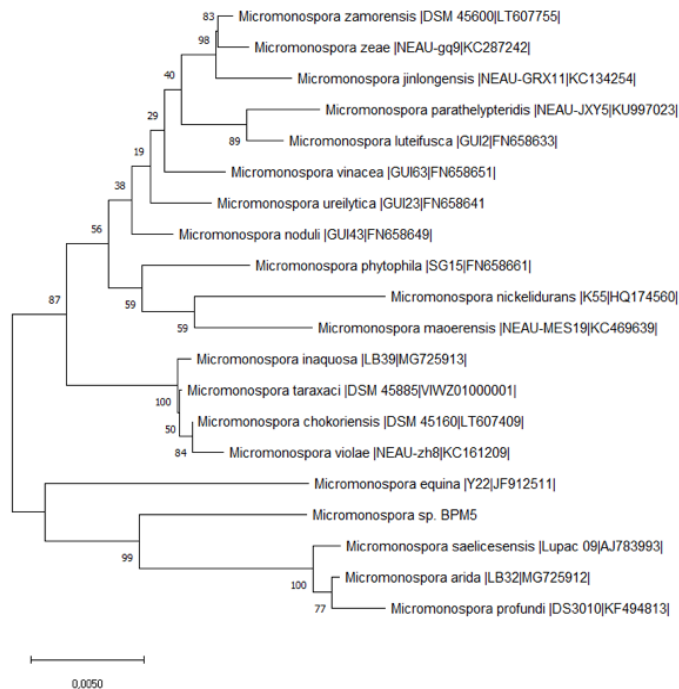 83
Micromonospora zamorensis |DSM 45600|LT607755|
98
Micromonospora zeae |NEAU-gq9|KC287242|
40
Micromonospora jinlongensis |NEAU-GRX11|KC134254|
29
Micromonospora parathelypteridis |NEAU-JXY5|KU997023|
89
Micromonospora luteifusca |GUI2|FN658633|
19
Micromonospora vinacea |GUI63|FN658651|
38
Micromonospora ureilytica |GUI23|FN658641
56
Micromonospora noduli |GUI43|FN658649|
Micromonospora phytophila |SG15|FN658661|
87
59
Micromonospora nickelidurans |K55|HQ174560|
59
Micromonospora maoerensis |NEAU-MES19|KC469639|
Micromonospora inaquosa |LB39|MG725913|
Micromonospora taraxaci |DSM 45885|VIWZ01000001|
100
Micromonospora chokoriensis |DSM 45160|LT607409|
50
84
Micromonospora violae |NEAU-zh8|KC161209|
Micromonospora equina |Y22|JF912511|
Micromonospora sp. BPM5
99
Micromonospora saelicesensis |Lupac 09|AJ783993|
Micromonospora arida |LB32|MG725912|
100
77
Micromonospora profundi |DS3010|KF494813|
0,0050